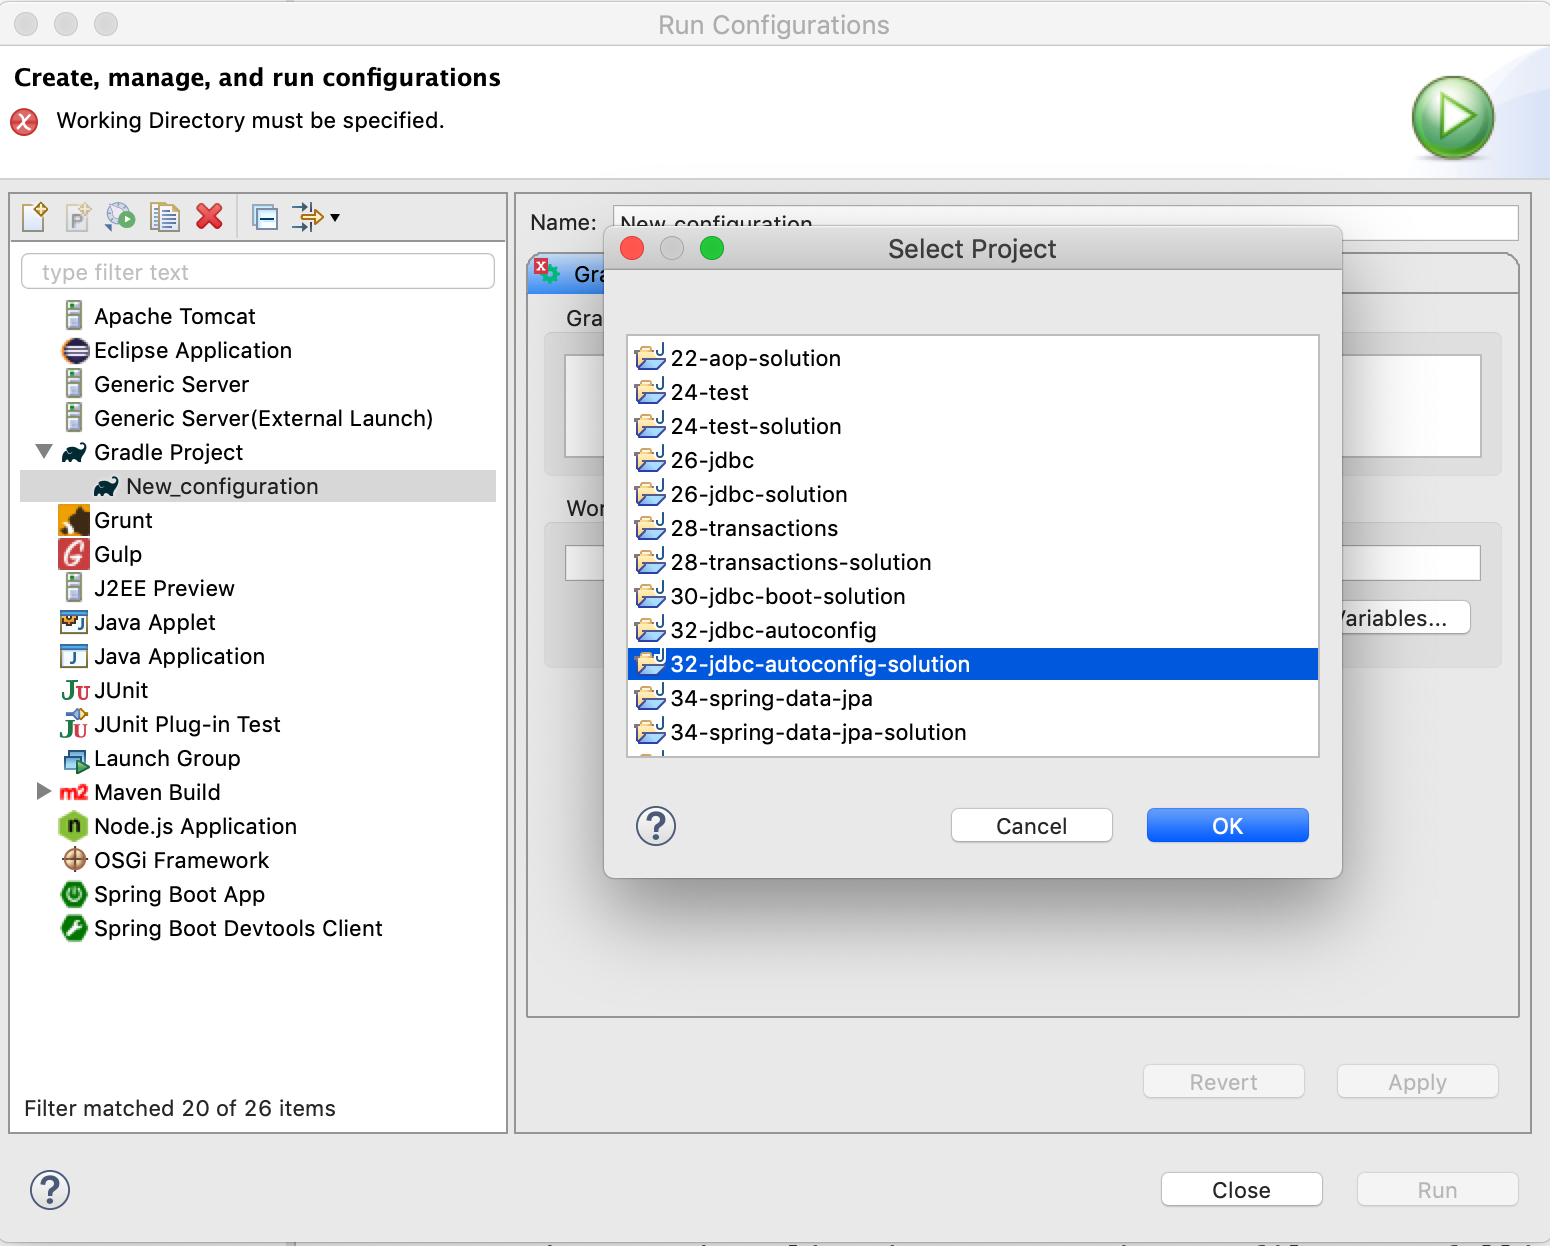 Run Configurations
Create, manage, and run configurations
Working Directory must be specified.
Name: New_configuration
type filter text
Apache Tomcat
Eclipse Application
Generic Server
Generic Server(External Launch)
Gradle Project
New_configuration
Grunt
Gulp
J2EE Preview
Java Applet
Java Application
JUnit
JUnit Plug-in Test
Launch Group
Maven Build
Node.js Application
OSGi Framework
Spring Boot App
Spring Boot Devtools Client
Filter matched 20 of 26 items
Gra
Gra
Wor
Variables...
Select Project
22-aop-solution
24-test
24-test-solution
26-jdbc
26-jdbc-solution
28-transactions
28-transactions-solution
30-jdbc-boot-solution
32-jdbc-autoconfig
32-jdbc-autoconfig-solution
34-spring-data-jpa
34-spring-data-jpa-solution
Cancel
OK
Revert
Apply
Close
Run